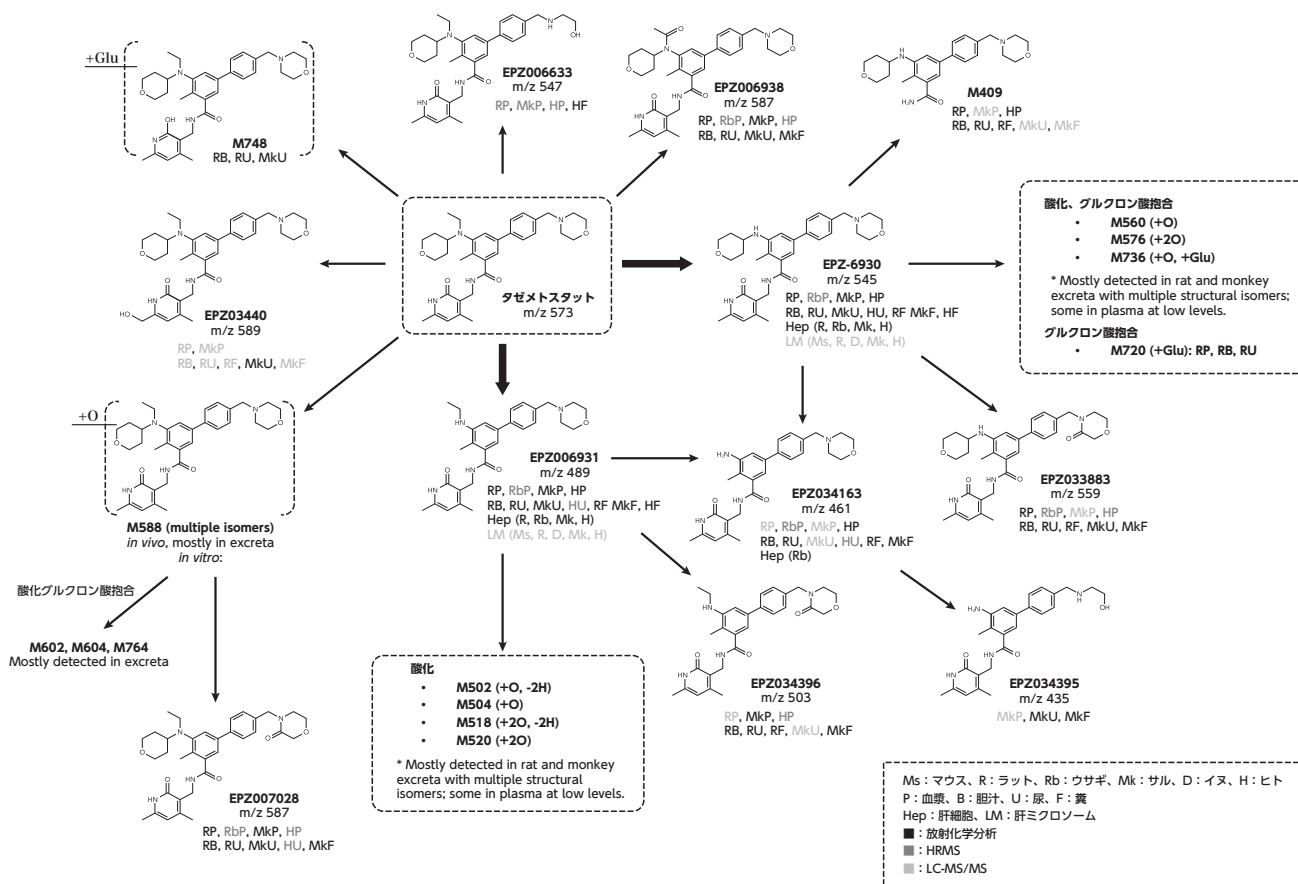 +Glu
M748
RB, RU, MkU
EPZ006633
m/z 547
RP, MkP, HP, HF
EPZ006938
m/z 587
RP, RbP, MkP, HP
RB, RU, MkU, MkF
M409
RP, MkP, HP
RB, RU, RF, MkU, MkF
EPZ03440
m/z 589
RP, MkP
RB, RU, RF, MkU, MkF
タゼメトスタット
m/z 573
EPZ-6930
m/z 545
RP, RbP, MkP, HP
RB, RU, MkU, HU, RF MkF, HF
Hep (R, Rb, Mk, H)
LM (Ms, R, D, Mk, H)
酸化、グルクロン酸抱合
• M560 (+O)
• M576 (+2O)
• M736 (+O, +Glu)
* Mostly detected in rat and monkey
excreta with multiple structural isomers;
some in plasma at low levels.
グルクロン酸抱合
• M720 (+Glu): RP, RB, RU
+O
M588 (multiple isomers)
in vivo, mostly in excreta
in vitro:
EPZ006931
m/z 489
RP, RbP, MkP, HP
RB, RU, MkU, HU, RF MkF, HF
Hep (R, Rb, Mk, H)
LM (Ms, R, D, Mk, H)
EPZ034163
m/z 461
RP, RbP, MkP, HP
RB, RU, MkU, HU, RF, MkF
Hep (Rb)
EPZ033883
m/z 559
RP, RbP, MkP, HP
RB, RU, RF, MkU, MkF
酸化グルクロン酸抱合
M602, M604, M764
Mostly detected in excreta
EPZ007028
m/z 587
RP, RbP, MkP, HP
RB, RU, MkU, HU, MkF
酸化
• M502 (+O, -2H)
• M504 (+O)
• M518 (+2O, -2H)
• M520 (+2O)
* Mostly detected in rat and monkey
excreta with multiple structural
isomers; some in plasma at low levels.
EPZ034396
m/z 503
RP, MkP, HP
RB, RU, RF, MkU, MkF
EPZ034395
m/z 435
MkP, MkU, MkF
Ms：マウス、R：ラット、Rb：ウサギ、Mk：サル、D：イヌ、H：ヒト
P：血漿、B：胆汁、U：尿、F：糞
Hep：肝細胞、LM：肝ミクロソーム
■：放射化学分析
■：HRMS
■：LC-MS/MS